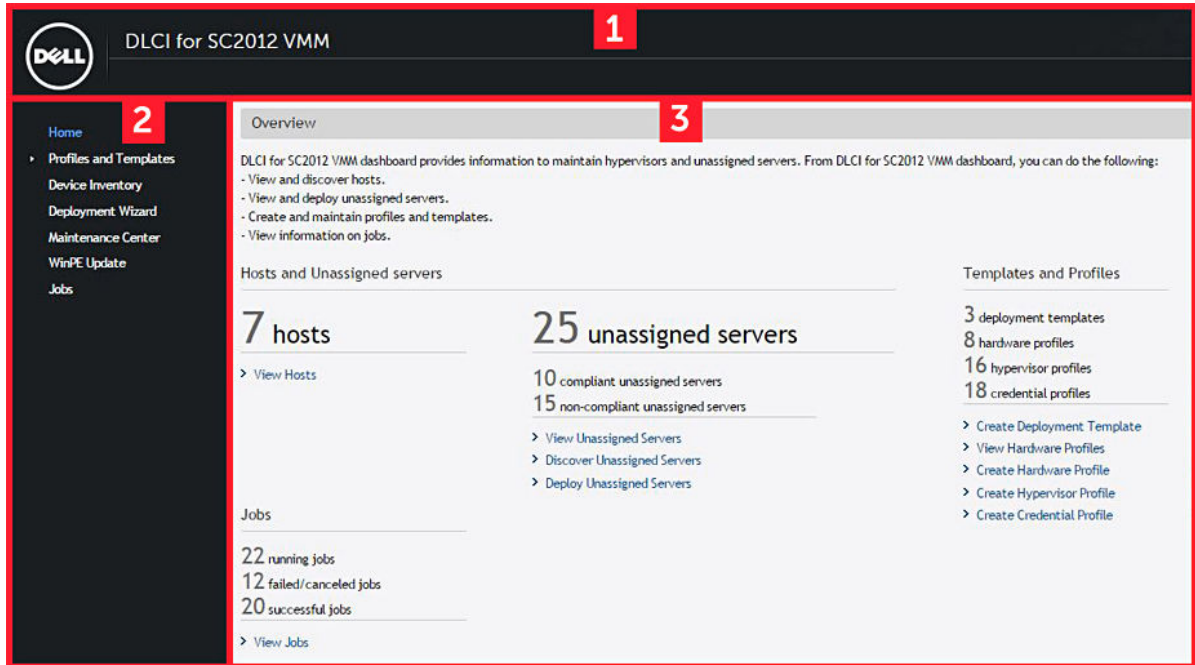 1
DELL
DLCI for SC2012 VMM
2
Home
Profiles and Templates
Device Inventory
Deployment Wizard
Maintenance Center
WinPE Update
Jobs
3
Overview
DLCI for SC2012 VMM dashboard provides information to maintain hypervisors and unassigned servers. From DLCI for SC2012 VMM dashboard, you can do the following:
- View and discover hosts.
- View and deploy unassigned servers.
- Create and maintain profiles and templates.
- View information on jobs.
Hosts and Unassigned servers
7 hosts
> View Hosts
25 unassigned servers
10 compliant unassigned servers
15 non-compliant unassigned servers
> View Unassigned Servers
> Discover Unassigned Servers
> Deploy Unassigned Servers
Templates and Profiles
3 deployment templates
8 hardware profiles
16 hypervisor profiles
18 credential profiles
> Create Deployment Template
> View Hardware Profiles
> Create Hardware Profile
> Create Hypervisor Profile
> Create Credential Profile
Jobs
22 running jobs
12 failed/canceled jobs
20 successful jobs
> View Jobs